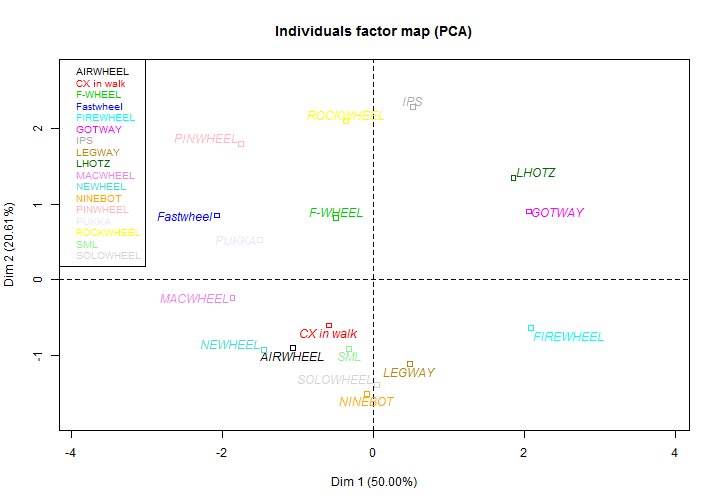 Individuals factor map (PCA)
AIRWHEEL
CX in walk
F-WHEEL
Fastwheel
FIREWHEEL
GOTWAY
IPS
LEGWAY
LHOTZ
MACWHEEL
NEWHEEL
NINEBOT
PINWHEEL
PUKKA
ROCKWHEEL
SML
SOLOWHEEL
IPS
ROCKWHEEL
PINWHEEL
LHOTZ
Fastwheel
F-WHEEL
GOTWAY
PUKKA
MACWHEEL
CX in walk
FIREWHEEL
NEWHEEL
AIRWHEEL
SML
SOLOWHEEL
LEGWAY
NINEBOT
2
1
0
-1
Dim 2 (20.61%)
-4
-2
0
2
4
Dim 1 (50.00%)